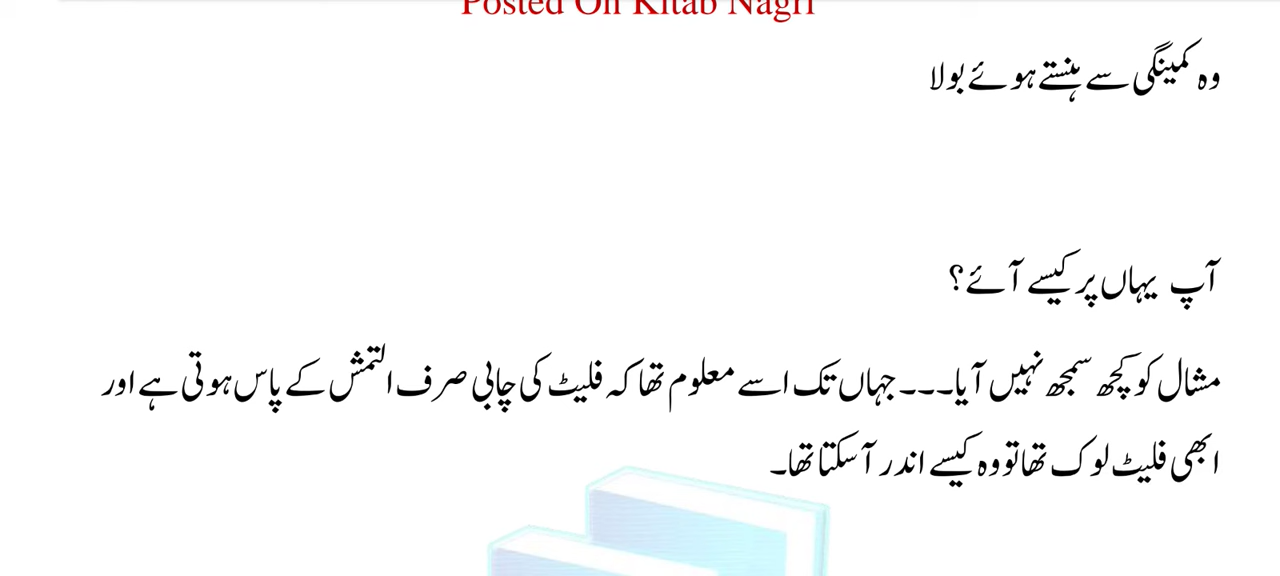 Posted On Kitab Nagri
وہ کمینگی سے ہنستے ہوئے بولا
آپ یہاں پر کیسے آئے؟
مشال کو کچھ سمجھ نہیں آیا۔۔۔ جہاں تک اسے معلوم تھا کہ فلیٹ کی چابی صرف التمش کے پاس ہوتی ہے اور
ابھی فلیٹ لوک تھا تو وہ کیسے اندر آ سکتا تھا۔